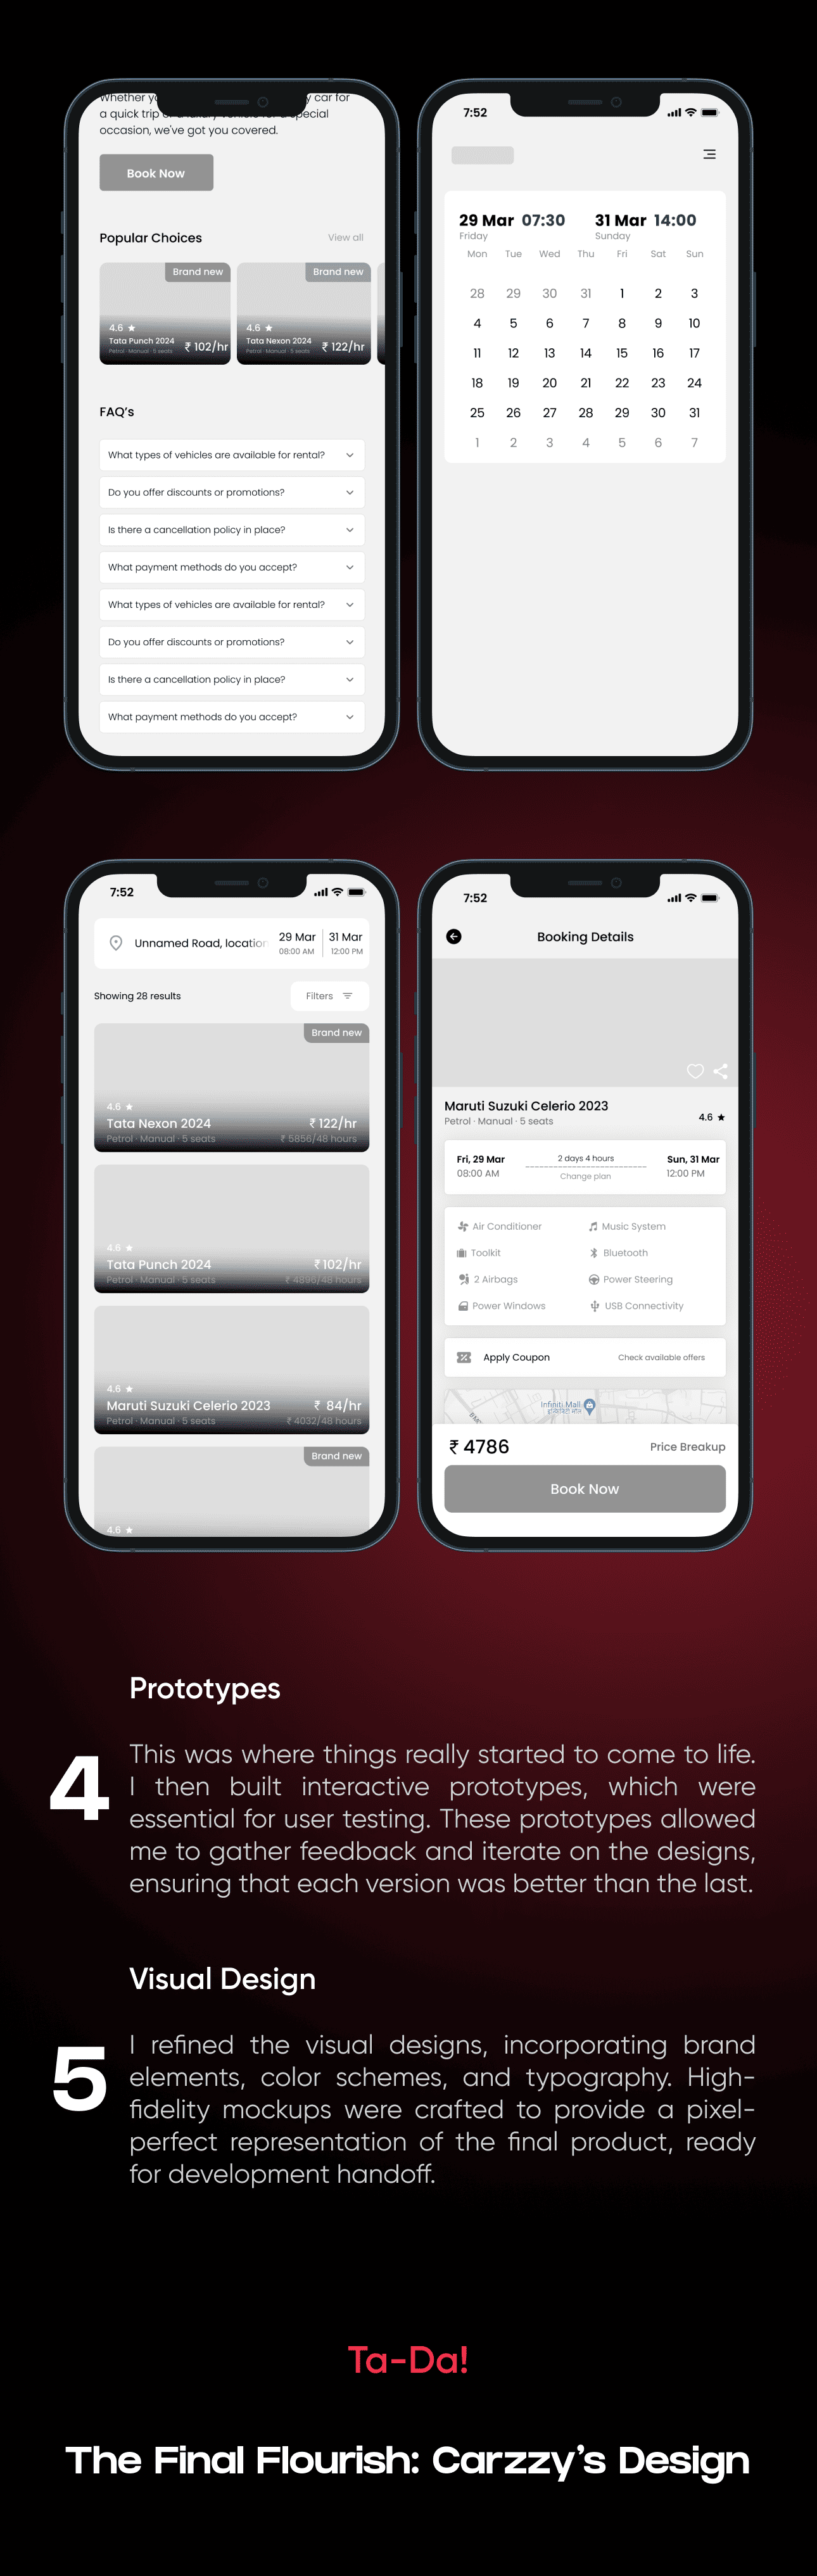 Whether yo
y car for
a quick trip or a luxury vehicle for a special
occasion, we've got you covered.
Book Now
Popular Choices
View all
Brand new
4.6 ★
Tata Punch 2024
Petrol · Manual · 5 seats
₹ 102/hr
Brand new
4.6 ★
Tata Nexon 2024
Petrol · Manual · 5 seats
₹ 122/hr
FAQ's
What types of vehicles are available for rental?
Do you offer discounts or promotions?
Is there a cancellation policy in place?
What payment methods do you accept?
What types of vehicles are available for rental?
Do you offer discounts or promotions?
Is there a cancellation policy in place?
What payment methods do you accept?
7:52
29 Mar 07:30 31 Mar 14:00
Friday Sunday
Mon Tue Wed Thu Fri Sat Sun
28 29 30 31 1 2 3
4 5 6 7 8 9 10
11 12 13 14 15 16 17
18 19 20 21 22 23 24
25 26 27 28 29 30 31
1 2 3 4 5 6 7
7:52
Unnamed Road, location
29 Mar 31 Mar
08:00 AM 12:00 PM
Showing 28 results
Filters
Brand new
4.6 ★
Tata Nexon 2024 ₹ 122/hr
Petrol · Manual · 5 seats ₹ 5856/48 hours
4.6 ★
Tata Punch 2024 ₹ 102/hr
Petrol · Manual · 5 seats ₹ 4896/48 hours
4.6 ★
Maruti Suzuki Celerio 2023 ₹ 84/hr
Petrol · Manual · 5 seats ₹ 4032/48 hours
Brand new
4.6 ★
7:52
Booking Details
Maruti Suzuki Celerio 2023
Petrol · Manual · 5 seats
4.6 ★
Fri, 29 Mar 2 days 4 hours Sun, 31 Mar
08:00 AM Change plan 12:00 PM
Air Conditioner Music System
Toolkit Bluetooth
2 Airbags Power Steering
Power Windows USB Connectivity
Apply Coupon Check available offers
Infiniti Mall
इन्फिनिटी मॉल
₹ 4786 Price Breakup
Book Now
Prototypes
4
This was where things really started to come to life.
I then built interactive prototypes, which were
essential for user testing. These prototypes allowed
me to gather feedback and iterate on the designs,
ensuring that each version was better than the last.
Visual Design
5
I refined the visual designs, incorporating brand
elements, color schemes, and typography. High-
fidelity mockups were crafted to provide a pixel-
perfect representation of the final product, ready
for development handoff.
Ta-Da!
The Final Flourish: Carzzy's Design